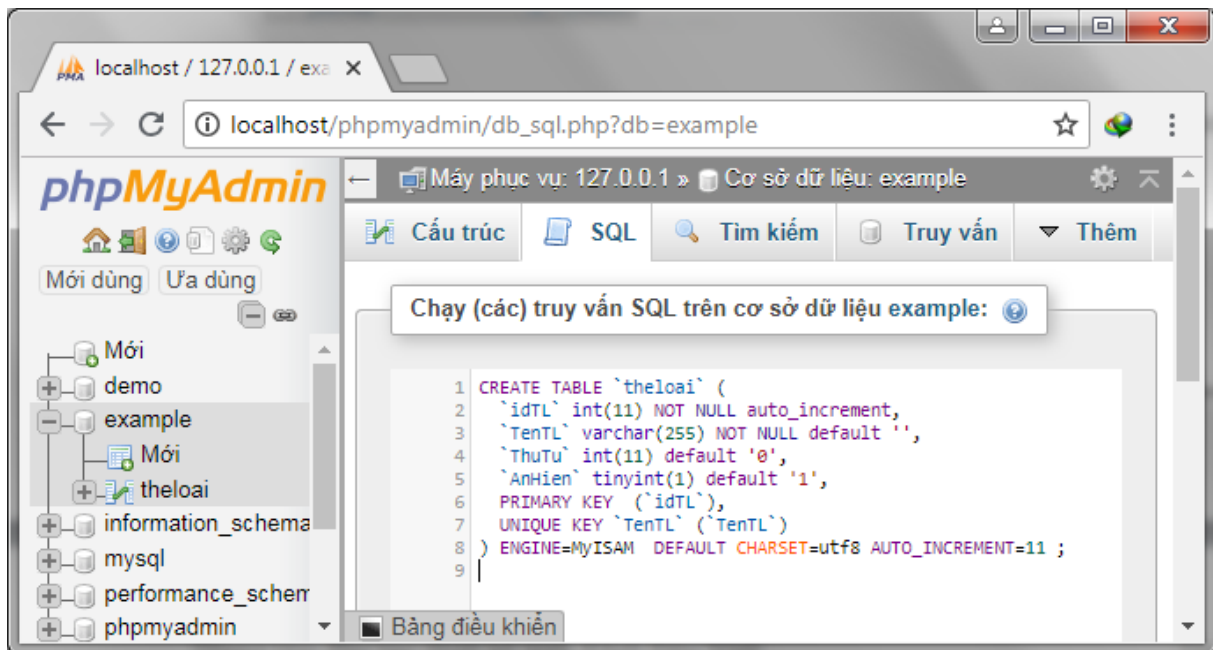 localhost / 127.0.0.1 / exa
localhost/phpmyadmin/db_sql.php?db=example
phpMyAdmin
Mới dùng Ưa dùng
Mới
demo
example
Mới
theloai
information_schema
mysql
performance_schem
phpmyadmin
Máy phục vụ: 127.0.0.1 » Cơ sở dữ liệu: example
Cấu trúc SQL Tìm kiếm Truy vấn Thêm
Chạy (các) truy vấn SQL trên cơ sở dữ liệu example:
1 CREATE TABLE `theloai` (
2 `idTL` int(11) NOT NULL auto_increment,
3 `TenTL` varchar(255) NOT NULL default '',
4 `ThuTu` int(11) default '0',
5 `AnHien` tinyint(1) default '1',
6 PRIMARY KEY (`idTL`),
7 UNIQUE KEY `TenTL` (`TenTL`)
8 ) ENGINE=MyISAM DEFAULT CHARSET=utf8 AUTO_INCREMENT=11 ;
9
Bảng điều khiển